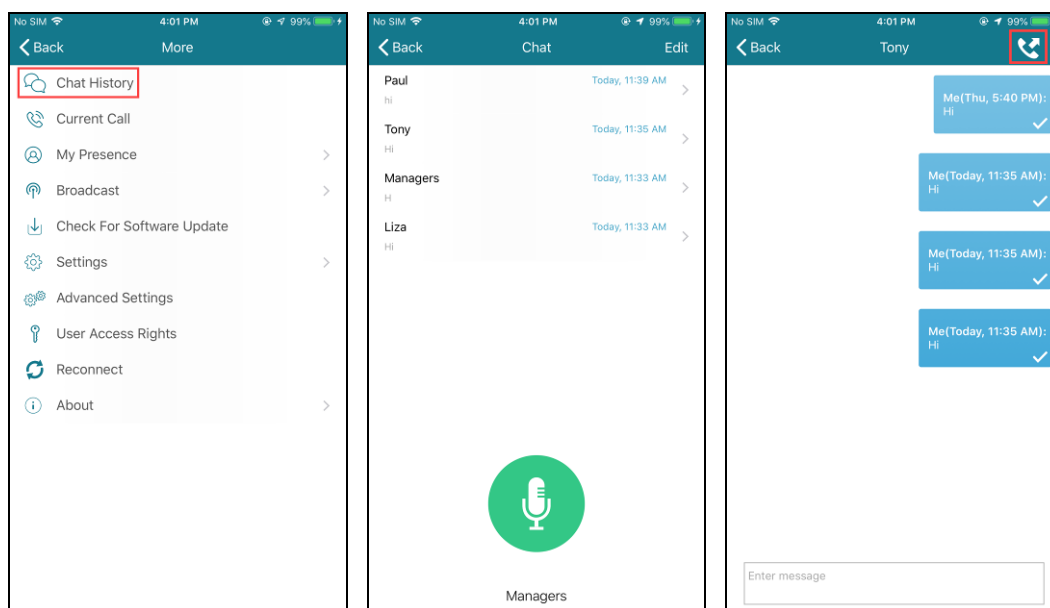 No SIM 4:01 PM 99%
Back More
Chat History
Current Call
My Presence
Broadcast
Check For Software Update
Settings
Advanced Settings
User Access Rights
Reconnect
About
No SIM 4:01 PM 99%
Back Chat Edit
Paul Today, 11:39 AM
hi
Tony Today, 11:35 AM
Hi
Managers Today, 11:33 AM
H
Liza Today, 11:33 AM
Hi
Managers
No SIM 4:01 PM 99%
Back Tony
Me(Thu, 5:40 PM):
Hi
Me(Today, 11:35 AM):
Hi
Me(Today, 11:35 AM):
Hi
Me(Today, 11:35 AM):
Hi
Enter message